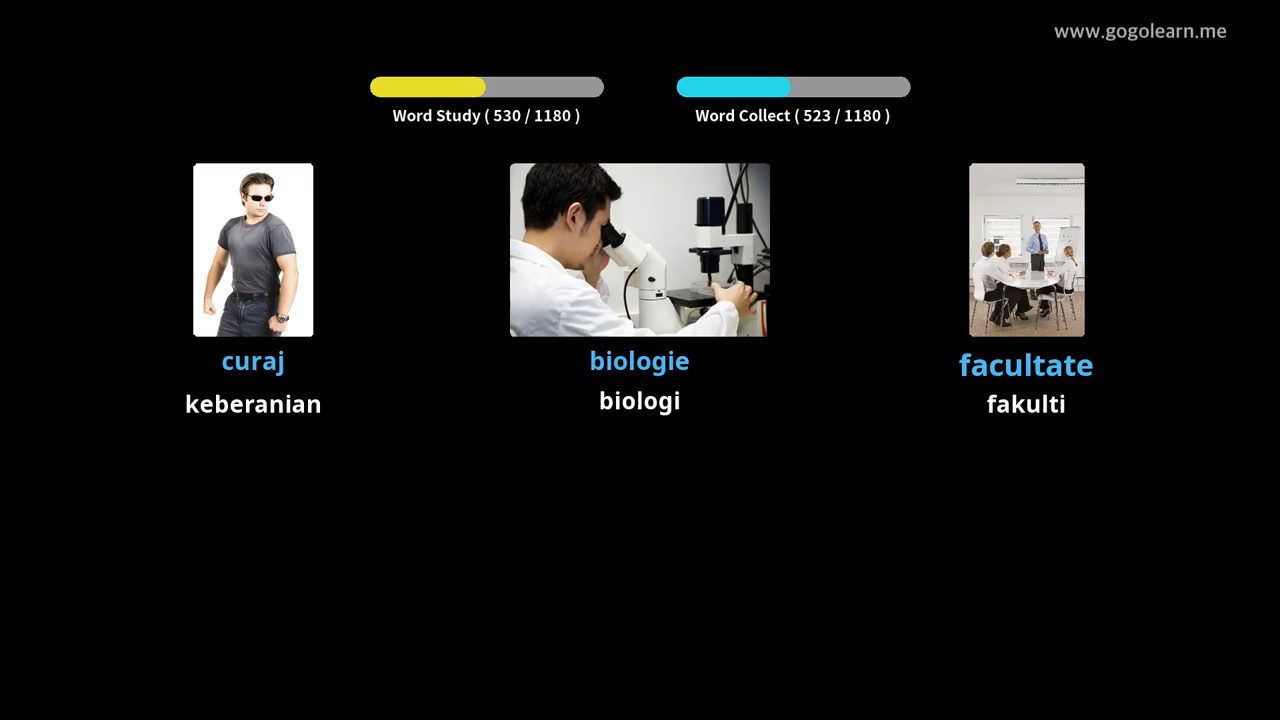 www.gogolearn.me
Word Study ( 530 / 1180 )
Word Collect ( 523 / 1180 )
curaj
keberanian
biologie
biologi
facultate
fakulti